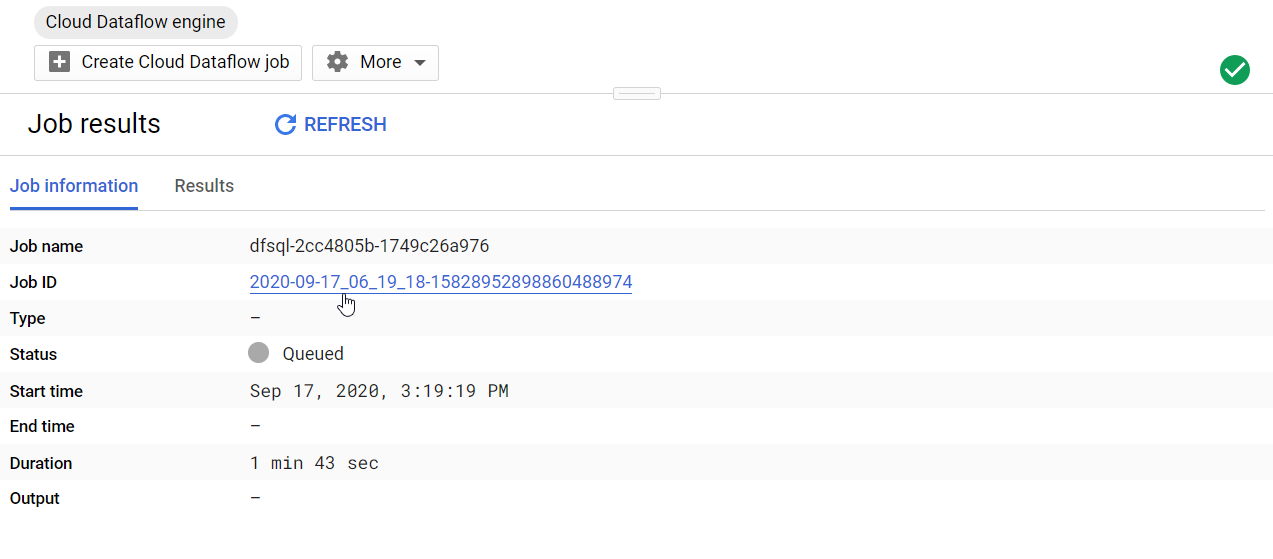 Cloud Dataflow engine
Create Cloud Dataflow job More
Job results REFRESH
Job information Results
Job name dfsql-2cc4805b-1749c26a976
Job ID 2020-09-17_06_19_18-15828952898860488974
Type –
Status Queued
Start time Sep 17, 2020, 3:19:19 PM
End time –
Duration 1 min 43 sec
Output –